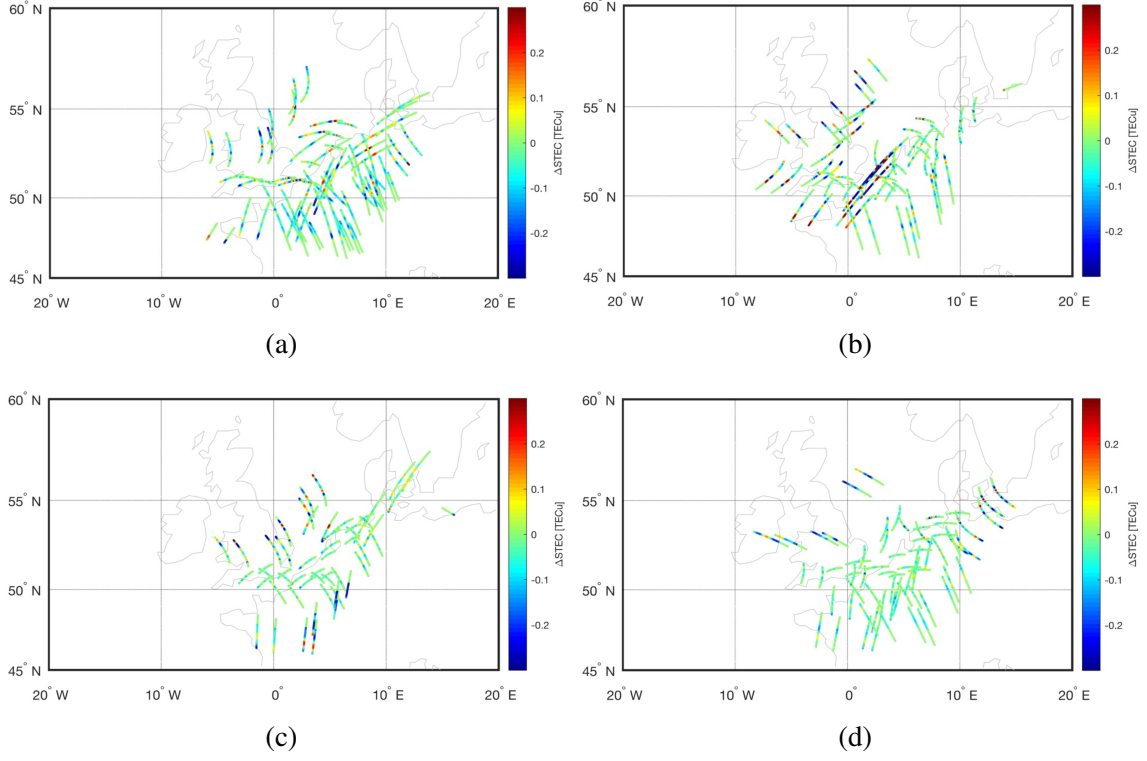 60° N
55° N
50° N
45° N
20° W
10° W
0°
10° E
20° E
0.2
0.1
0
-0.1
-0.2
ΔSTEC [TECu]
(a)
60° N
55° N
50° N
45° N
20° W
10° W
0°
10° E
20° E
0.2
0.1
0
-0.1
-0.2
ΔSTEC [TECu]
(b)
60° N
55° N
50° N
45° N
20° W
10° W
0°
10° E
20° E
0.2
0.1
0
-0.1
-0.2
ΔSTEC [TECu]
(c)
60° N
55° N
50° N
45° N
20° W
10° W
0°
10° E
20° E
0.2
0.1
0
-0.1
-0.2
ΔSTEC [TECu]
(d)